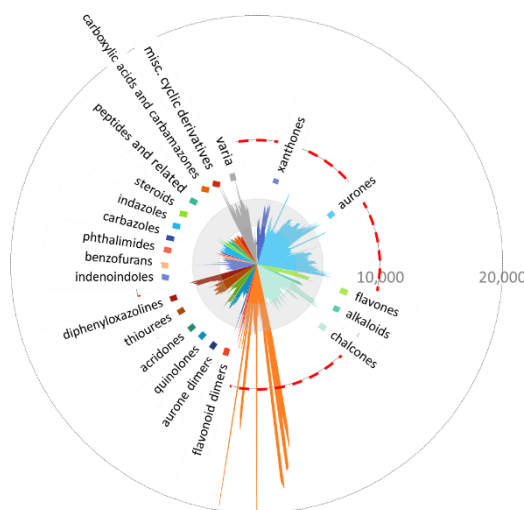 carboxylic acids and carbamazones
misc. cyclic derivatives
varia
xanthones
peptides and related
steroids
aurones
indazoles
carbazoles
phthalimides
benzofurans
indenoindoles
10,000
20,000
flavones
alkaloids
chalcones
diphenyloxazolines
thiourees
acridones
quinolones
aurone dimers
flavonoid dimers